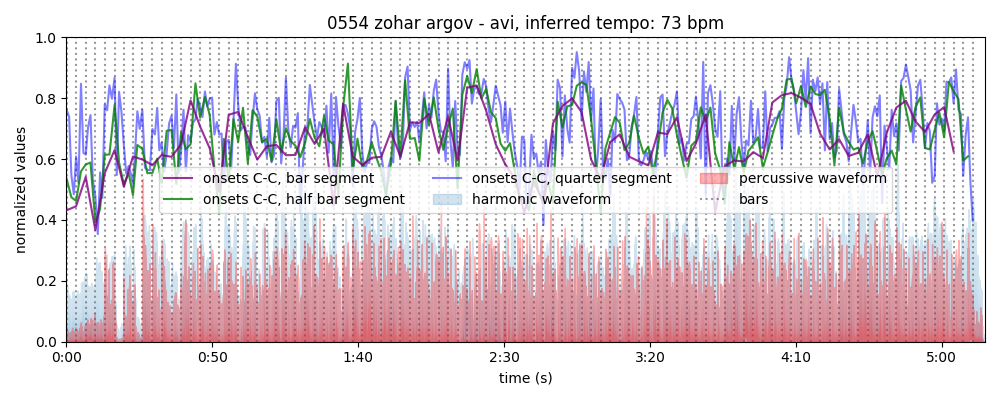 0554 zohar argov - avi, inferred tempo: 73 bpm
normalized values
1.0
0.8
0.6
0.4
0.2
0.0
onsets C-C, bar segment
onsets C-C, half bar segment
onsets C-C, quarter segment
harmonic waveform
percussive waveform
bars
0:00 0:50 1:40 2:30 3:20 4:10 5:00
time (s)